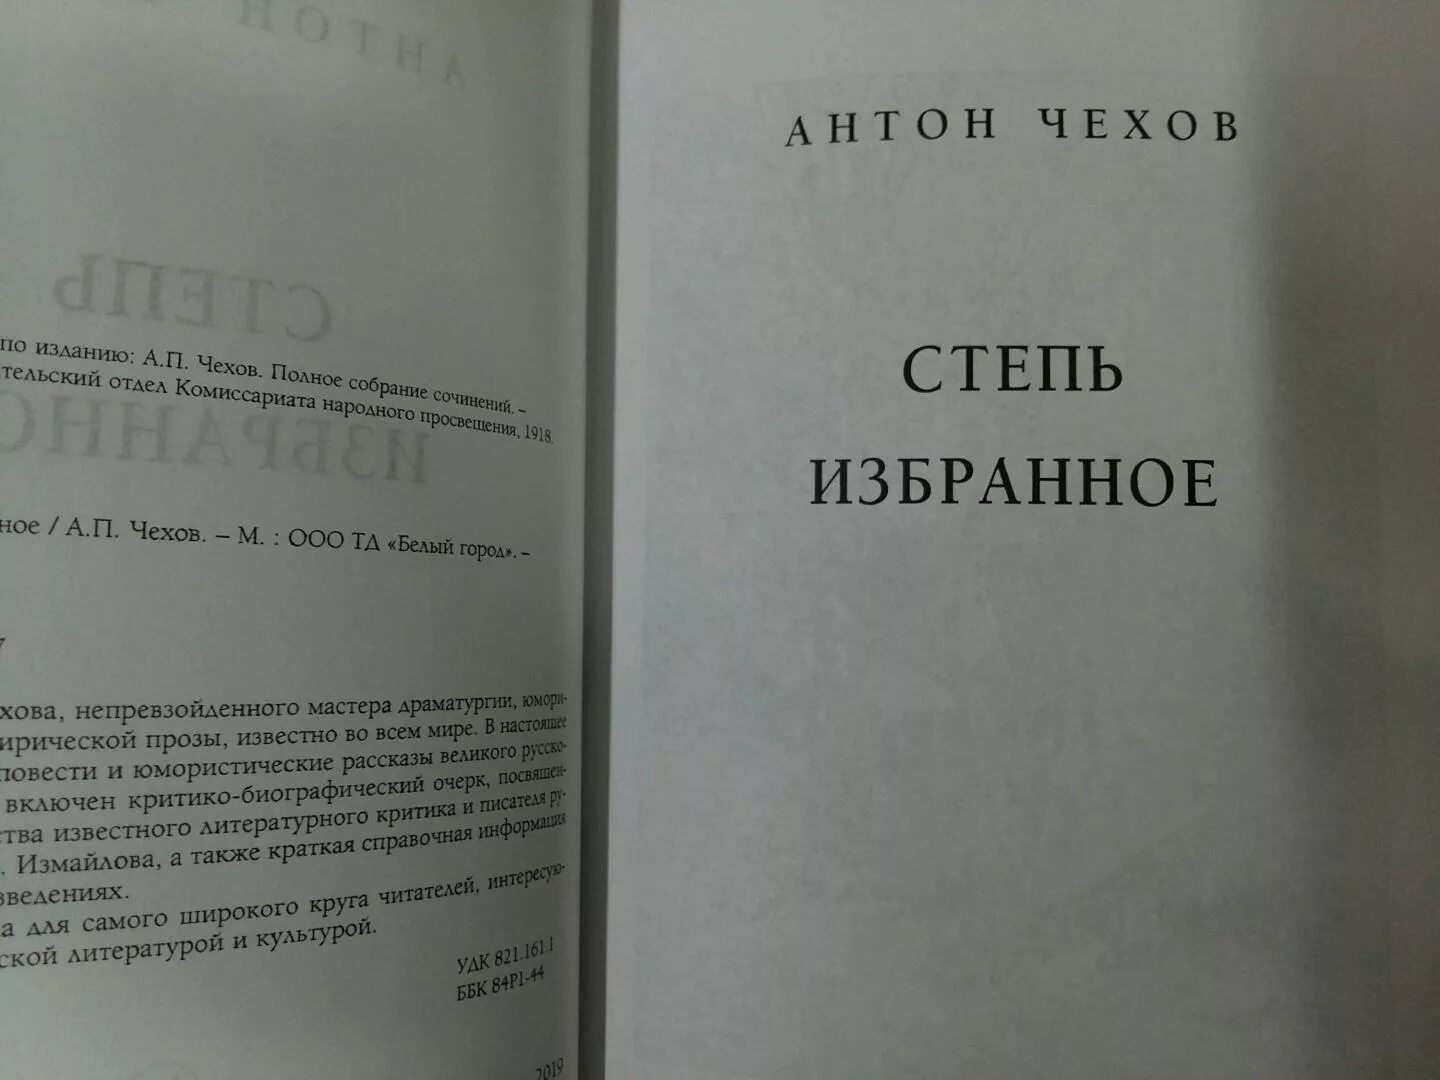 по изданию: А.П. Чехов. Полное собрание сочинений. –
тельский отдел Комиссариата народного просвещения, 1918.
ное / А.П. Чехов. – М. : ООО ТД «Белый город». –
7
хова, непревзойденного мастера драматургии, юмори-
ирической прозы, известно во всем мире. В настоящее
повести и юмористические рассказы великого русско-
включен критико-биографический очерк, посвящен-
ства известного литературного критика и писателя ру-
. Измайлова, а также краткая справочная информация
зведениях.
а для самого широкого круга читателей, интересую-
ской литературой и культурой.
УДК 821.161.1
ББК 84Р1-44
2019
АНТОН ЧЕХОВ
СТЕПЬ
ИЗБРАННОЕ